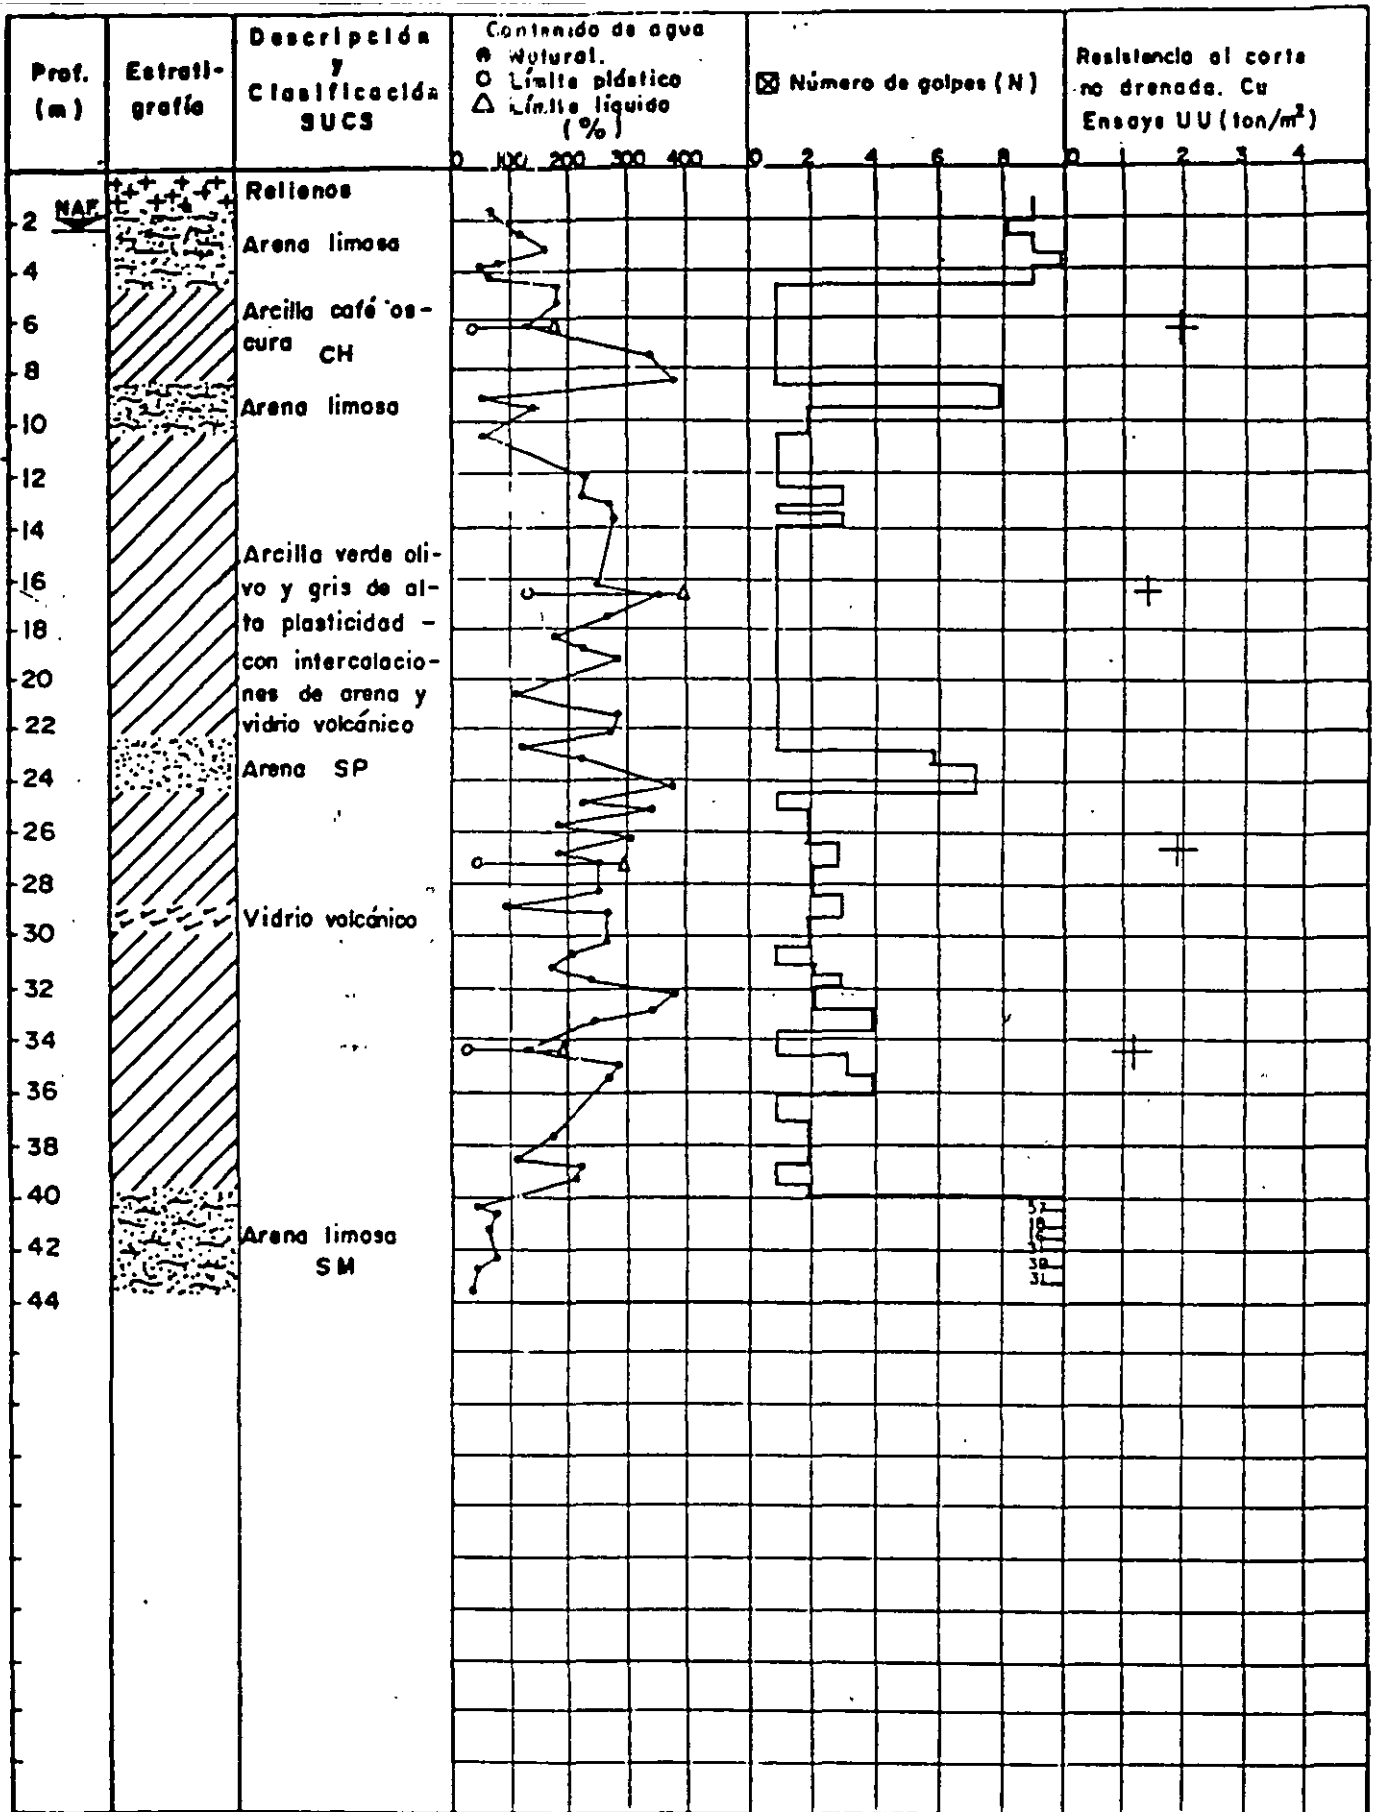 Prof.
(m)
Estrati-
grafía
Descripción
y
Clasificación
SUCS
Contenido de agua
Natural.
Límite plástico
Límite líquido
(%)
0 100 200 300 400
Número de golpes (N)
0 2 4 6 8
Resistencia al corte
no drenada. Cu
Ensaye UU (ton/m²)
0 1 2 3 4
NAF
2
4
6
8
10
12
14
16
18
20
22
24
26
28
30
32
34
36
38
40
42
44
Rellenos
Arena limosa
Arcilla café os-
cura CH
Arena limosa
Arcilla verde oli-
vo y gris de al-
ta plasticidad -
con intercalacio-
nes de arena y
vidrio volcánico
Arena SP
Vidrio volcánico
Arena limosa
SM
18
30
31